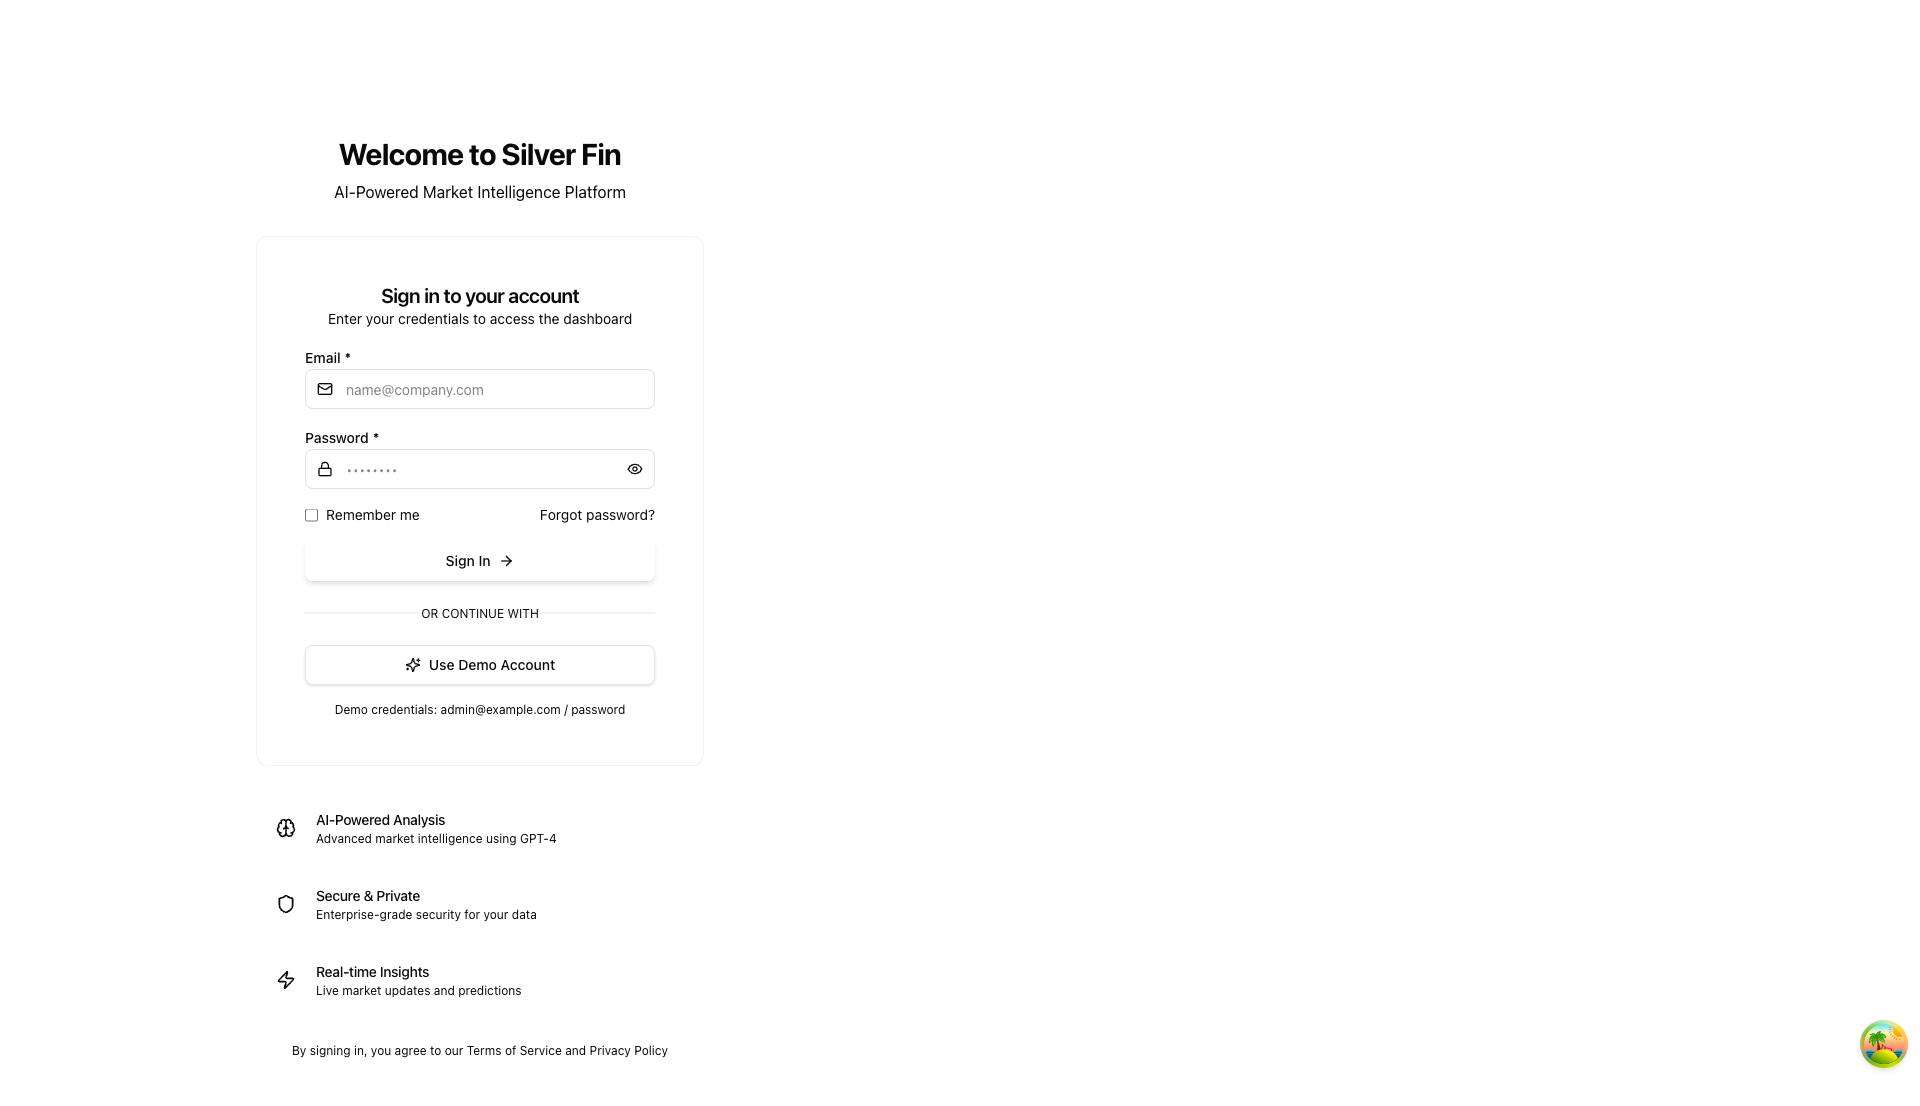 Welcome to Silver Fin
AI-Powered Market Intelligence Platform
Sign in to your account
Enter your credentials to access the dashboard
Email *
name@company.com
Password *
••••••••
Remember me
Forgot password?
Sign In
OR CONTINUE WITH
Use Demo Account
Demo credentials: admin@example.com / password
AI-Powered Analysis
Advanced market intelligence using GPT-4
Secure & Private
Enterprise-grade security for your data
Real-time Insights
Live market updates and predictions
By signing in, you agree to our Terms of Service and Privacy Policy